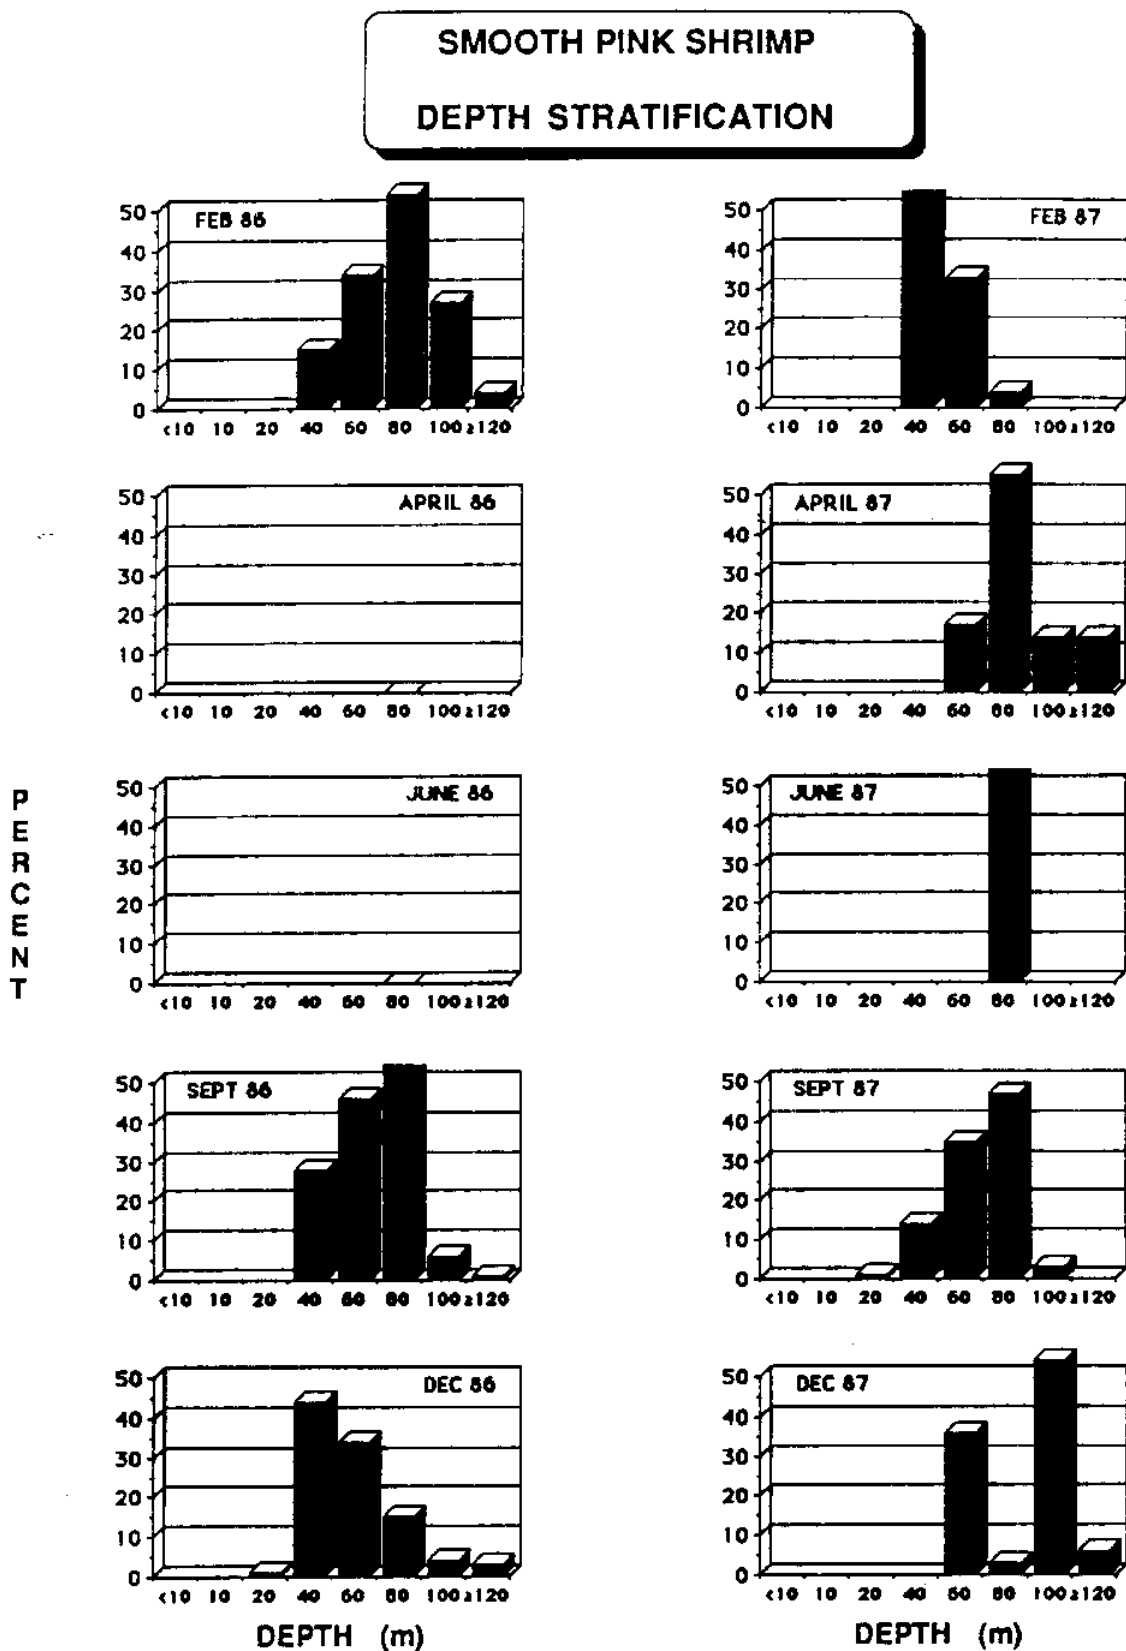 SMOOTH PINK SHRIMP
DEPTH STRATIFICATION
FEB 86
50
40
30
20
10
0
<10 10 20 40 60 80 100 ≥120
FEB 87
50
40
30
20
10
0
<10 10 20 40 60 80 100 ≥120
APRIL 86
50
40
30
20
10
0
<10 10 20 40 60 80 100 ≥120
APRIL 87
50
40
30
20
10
0
<10 10 20 40 60 80 100 ≥120
PERCENT
JUNE 86
50
40
30
20
10
0
<10 10 20 40 60 80 100 ≥120
JUNE 87
50
40
30
20
10
0
<10 10 20 40 60 80 100 ≥120
SEPT 86
50
40
30
20
10
0
<10 10 20 40 60 80 100 ≥120
SEPT 87
50
40
30
20
10
0
<10 10 20 40 60 80 100 ≥120
DEC 86
50
40
30
20
10
0
<10 10 20 40 60 80 100 ≥120
DEPTH (m)
DEC 87
50
40
30
20
10
0
<10 10 20 40 60 80 100 ≥120
DEPTH (m)